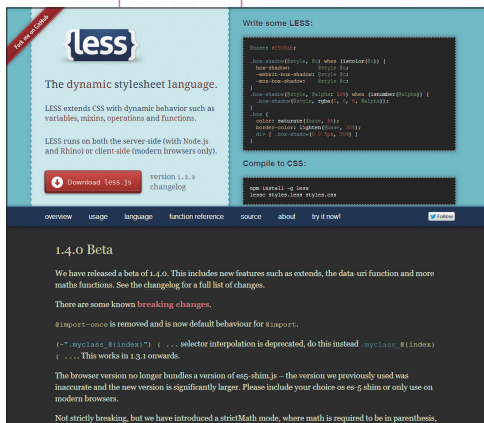 Fork me on GitHub
{less}
The dynamic stylesheet language.
LESS extends CSS with dynamic behavior such as
variables, mixins, operations and functions.
LESS runs on both the server-side (with Node.js
and Rhino) or client-side (modern browsers only).
Download less.js
version 1.3.3
changelog
Write some LESS:
.box-shadow(@style, @c) when (iscolor(@c)) {
box-shadow: @style @c;
-webkit-box-shadow: @style @c;
-moz-box-shadow: @style @c;
}
.box-shadow(@style, @alpha: 50%) when (isnumber(@alpha)) {
.box-shadow(@style, rgba(0, 0, 0, @alpha));
}
.box {
color: saturate(@base, 5%);
border-color: lighten(@base, 30%);
div { .box-shadow(0 0 5px, 30%) }
}
Compile to CSS:
npm install -g less
lessc styles.less styles.css
overview usage language function reference source about try it now!
Follow
1.4.0 Beta
We have released a beta of 1.4.0. This includes new features such as extends, the data-uri function and more
maths functions. See the changelog for a full list of changes.
There are some known breaking changes.
@import-once is removed and is now default behaviour for @import.
(~".myclass_@{index}") { ... selector interpolation is deprecated, do this instead .myclass_@{index}
{ .... This works in 1.3.1 onwards.
The browser version no longer bundles a version of es5-shim.js – the version we previously used was
inaccurate and the new version is significantly larger. Please include your choice os es-5 shim or only use on
modern browsers.
Not strictly breaking, but we have introduced a strictMath mode, where math is required to be in parenthesis,